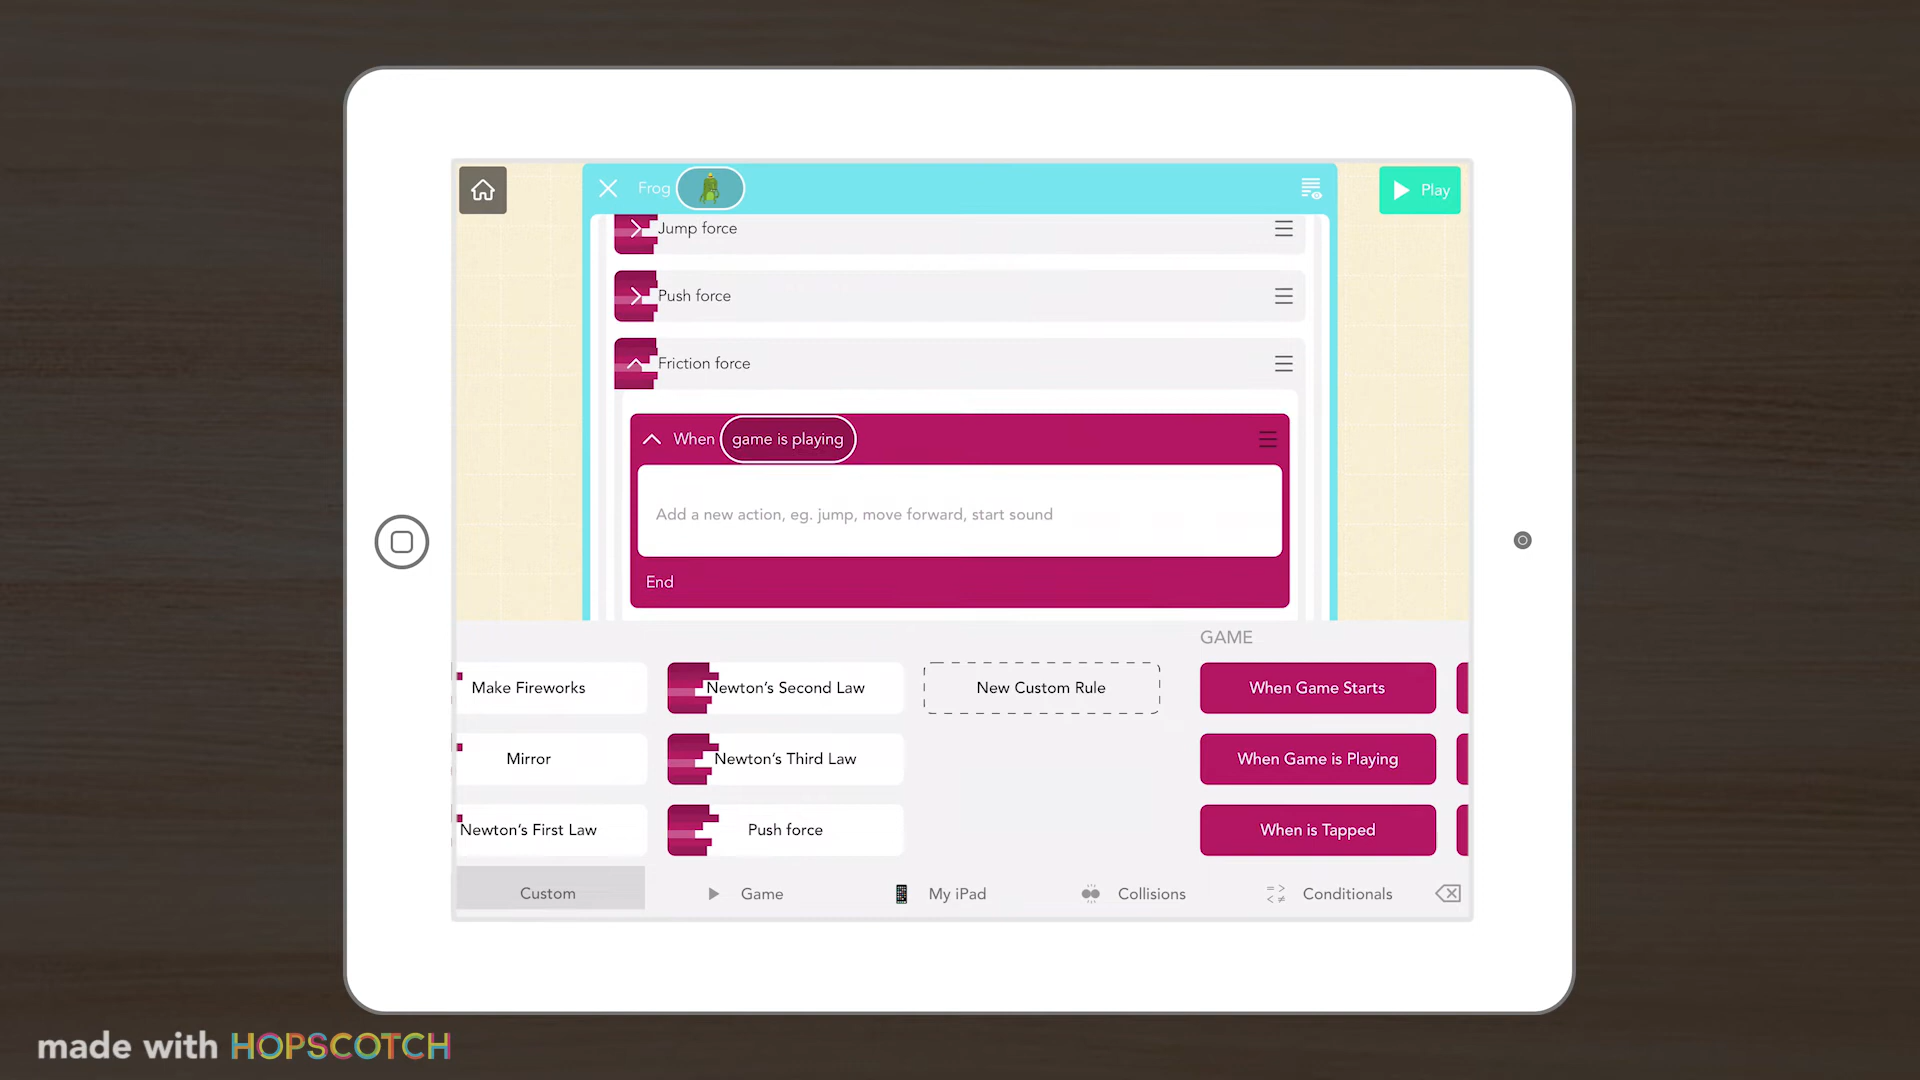 Frog
Play
Jump force
Push force
Friction force
When game is playing
Add a new action, eg. jump, move forward, start sound
End
GAME
Make Fireworks
Newton's Second Law
New Custom Rule
When Game Starts
Mirror
Newton's Third Law
When Game is Playing
Newton's First Law
Push force
When is Tapped
Custom
Game
My iPad
Collisions
Conditionals
made with HOPSCOTCH